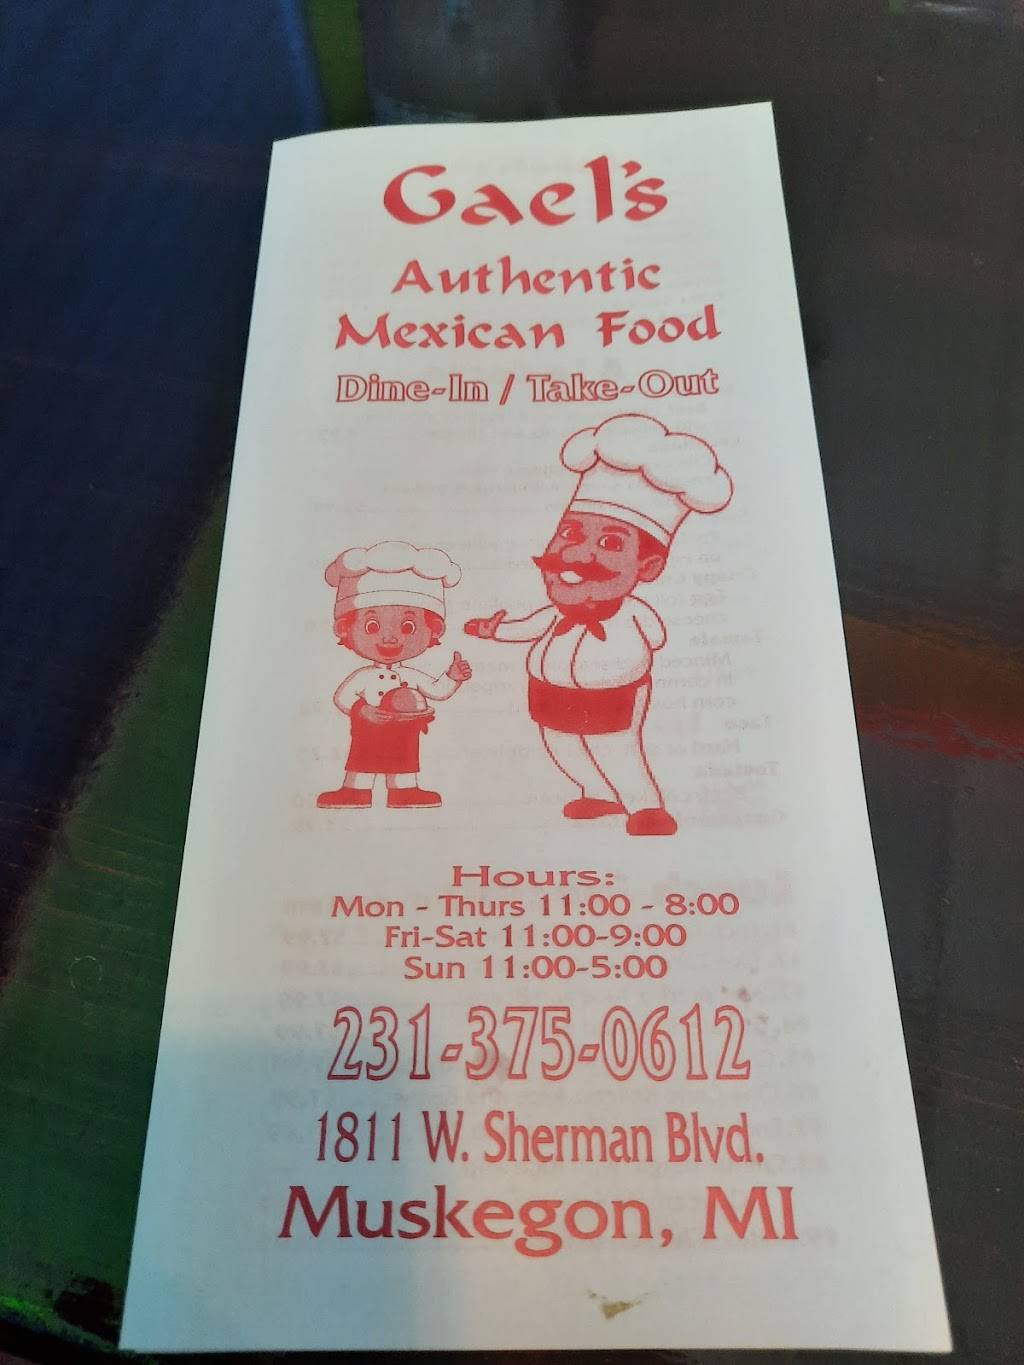 Gael's
Authentic
Mexican Food
Dine-In / Take-Out
Hours:
Mon - Thurs 11:00 - 8:00
Fri-Sat 11:00-9:00
Sun 11:00-5:00
231-375-0612
1811 W. Sherman Blvd.
Muskegon, MI